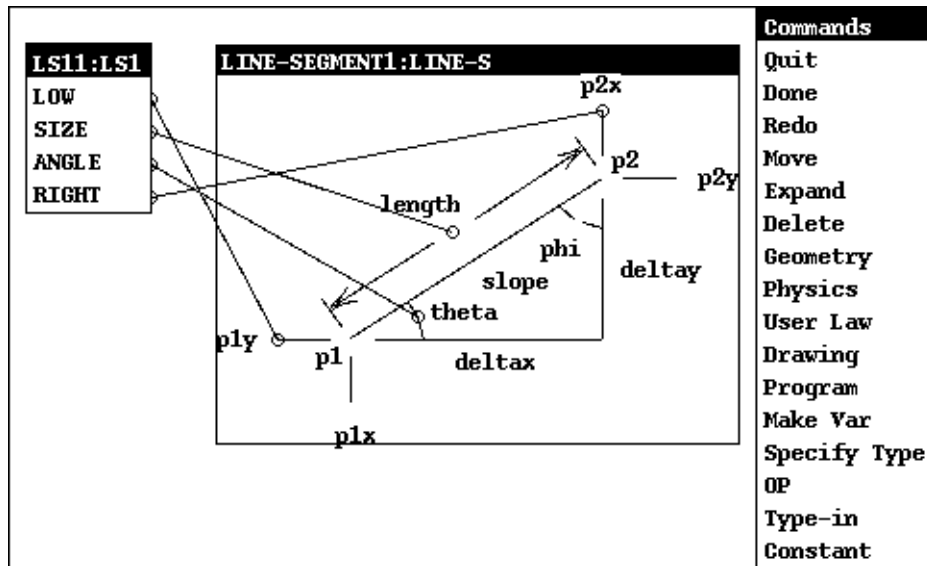 LS11:LS1
LOW
SIZE
ANGLE
RIGHT
LINE-SEGMENT1:LINE-S
p2x
p2
p2y
length
phi
slope
deltay
theta
p1y
p1
deltax
p1x
Commands
Quit
Done
Redo
Move
Expand
Delete
Geometry
Physics
User Law
Drawing
Program
Make Var
Specify Type
OP
Type-in
Constant